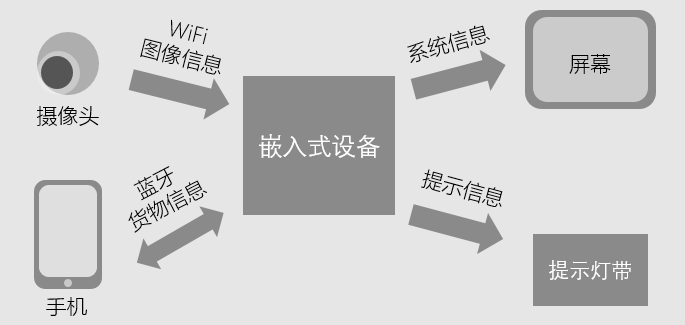 WiFi
图像信息
摄像头
系统信息
屏幕
嵌入式设备
蓝牙
货物信息
手机
提示信息
提示灯带